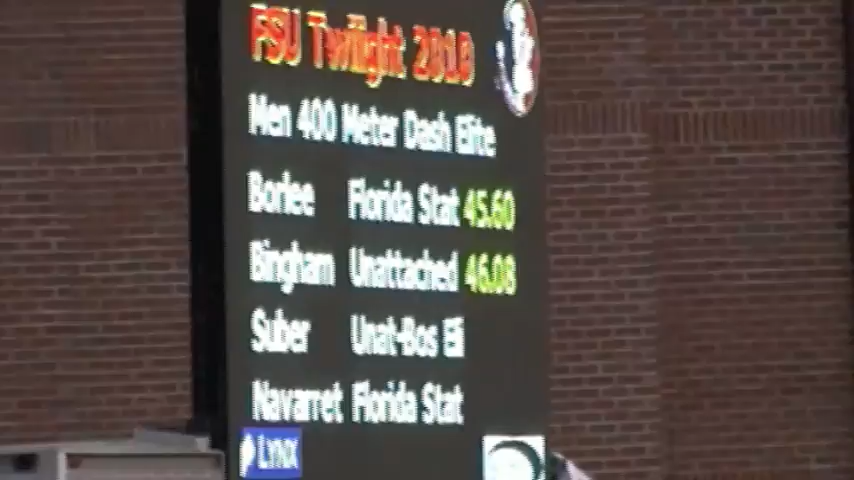 FSU Twilight 2010
Men 400 Meter Dash Elite
Borlee Florida Stat 45.60
Bingham Unattached 46.08
Suber Unat-Bos Eli
Navarret Florida Stat
LYNX